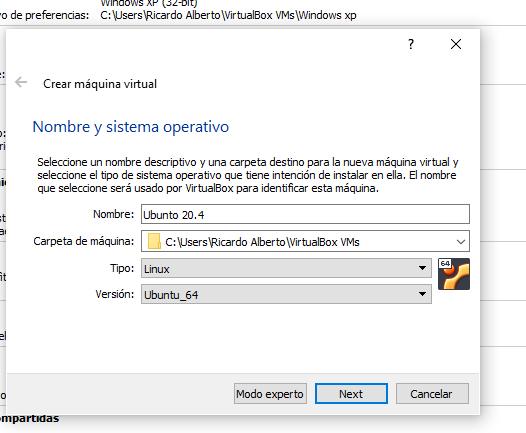 Windows XP (32-bit)
vo de preferencias: C:\Users\Ricardo Alberto\VirtualBox VMs\Windows xp
?
Crear máquina virtual
Nombre y sistema operativo
Seleccione un nombre descriptivo y una carpeta destino para la nueva máquina virtual y
seleccione el tipo de sistema operativo que tiene intención de instalar en ella. El nombre
que seleccione será usado por VirtualBox para identificar esta máquina.
Nombre: Ubunto 20.4
Carpeta de máquina: C:\Users\Ricardo Alberto\VirtualBox VMs
Tipo: Linux
64
Versión: Ubuntu_64
Modo experto Next Cancelar
ompartidas